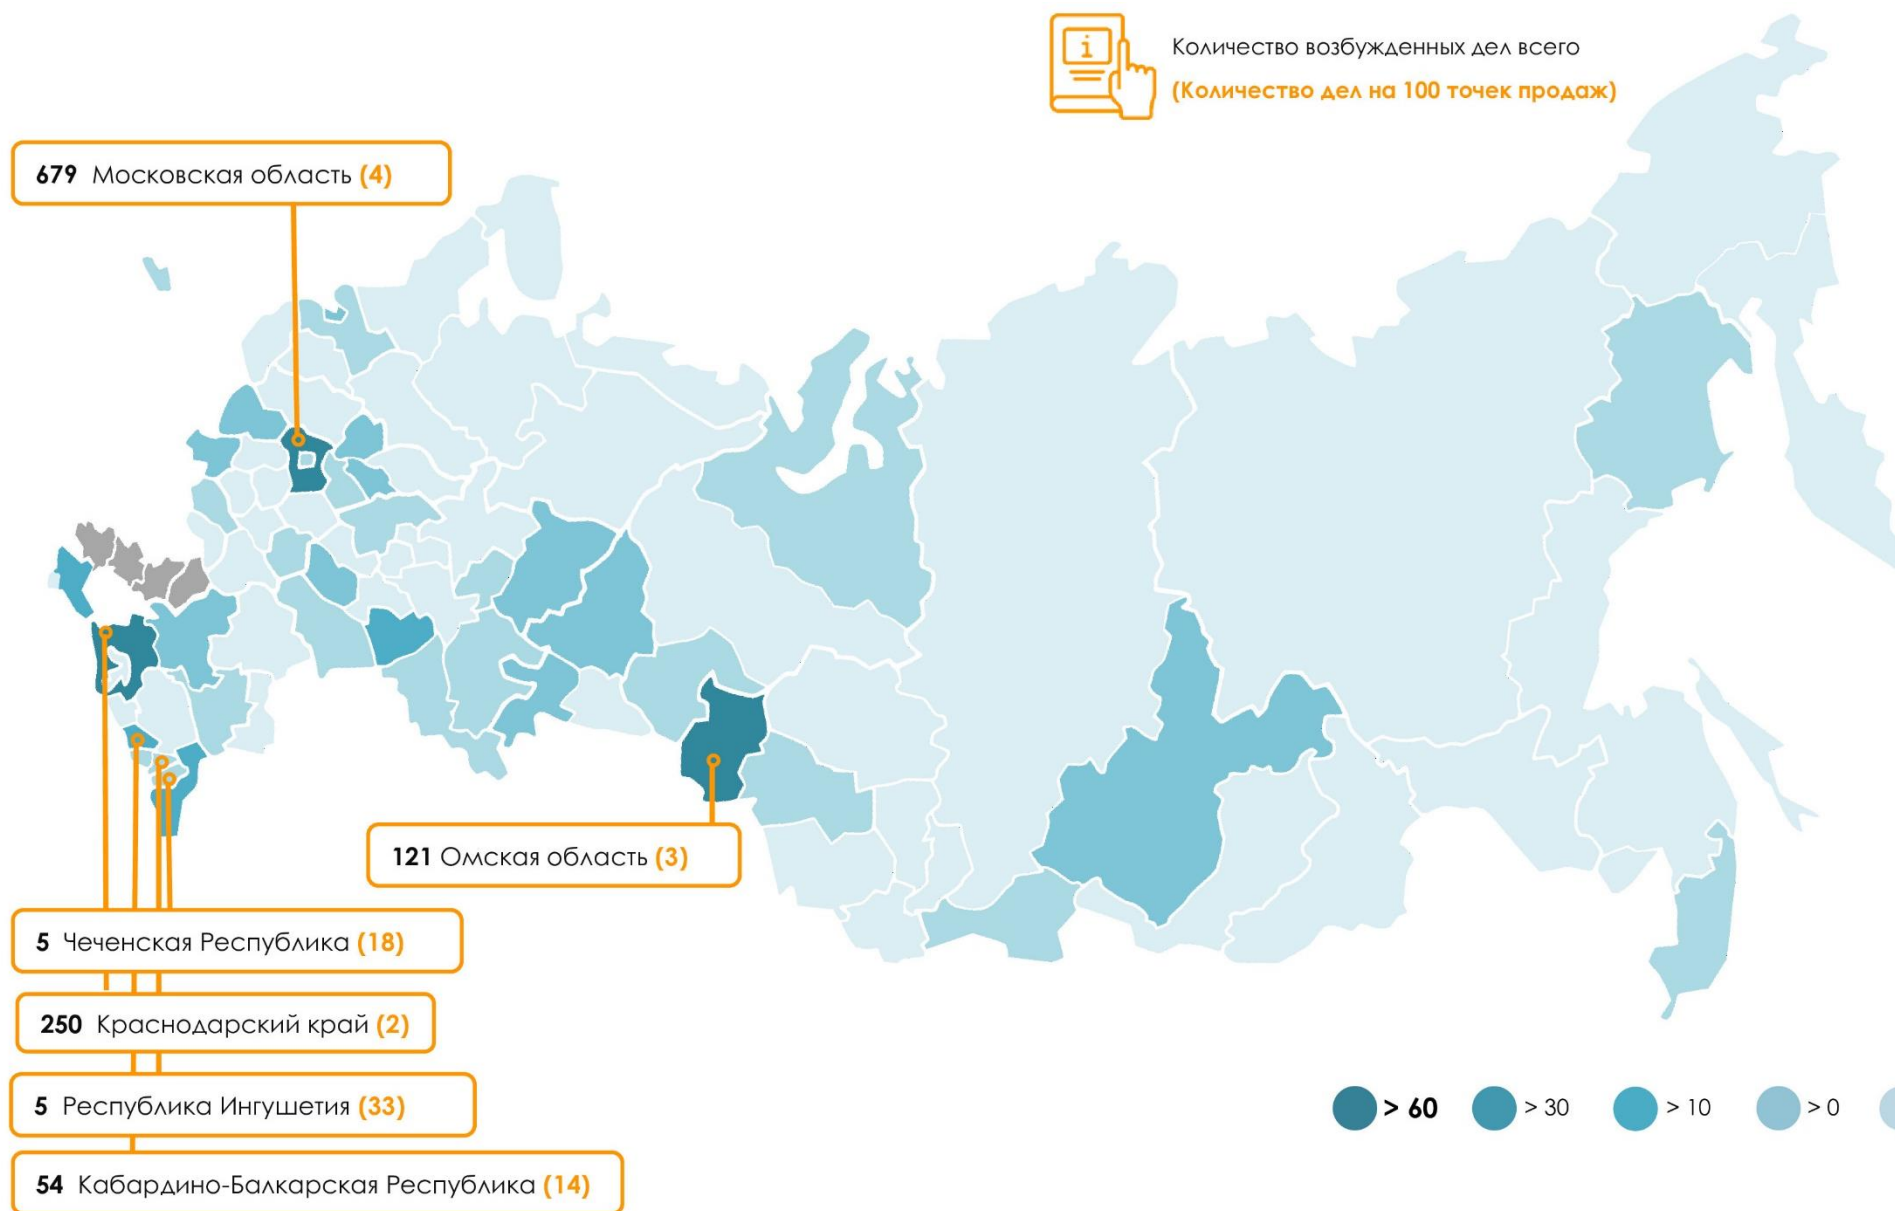 Количество возбужденных дел всего
(Количество дел на 100 точек продаж)
679 Московская область (4)
121 Омская область (3)
5 Чеченская Республика (18)
250 Краснодарский край (2)
5 Республика Ингушетия (33)
54 Кабардино-Балкарская Республика (14)
> 60 > 30 > 10 > 0